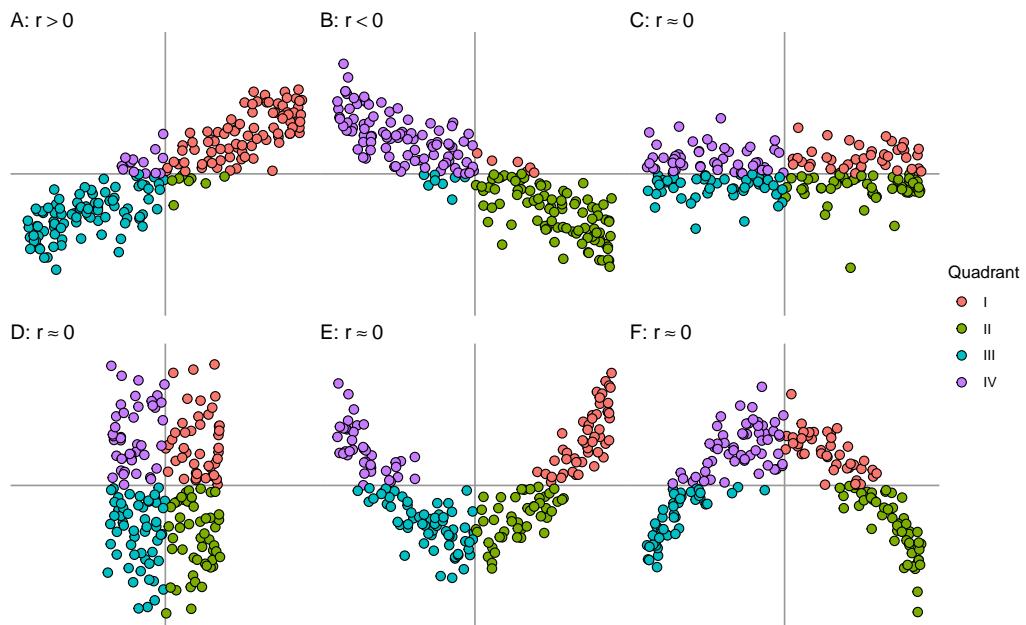 A: r > 0
B: r < 0
C: r ≈ 0
D: r ≈ 0
E: r ≈ 0
F: r ≈ 0
Quadrant
I
II
III
IV